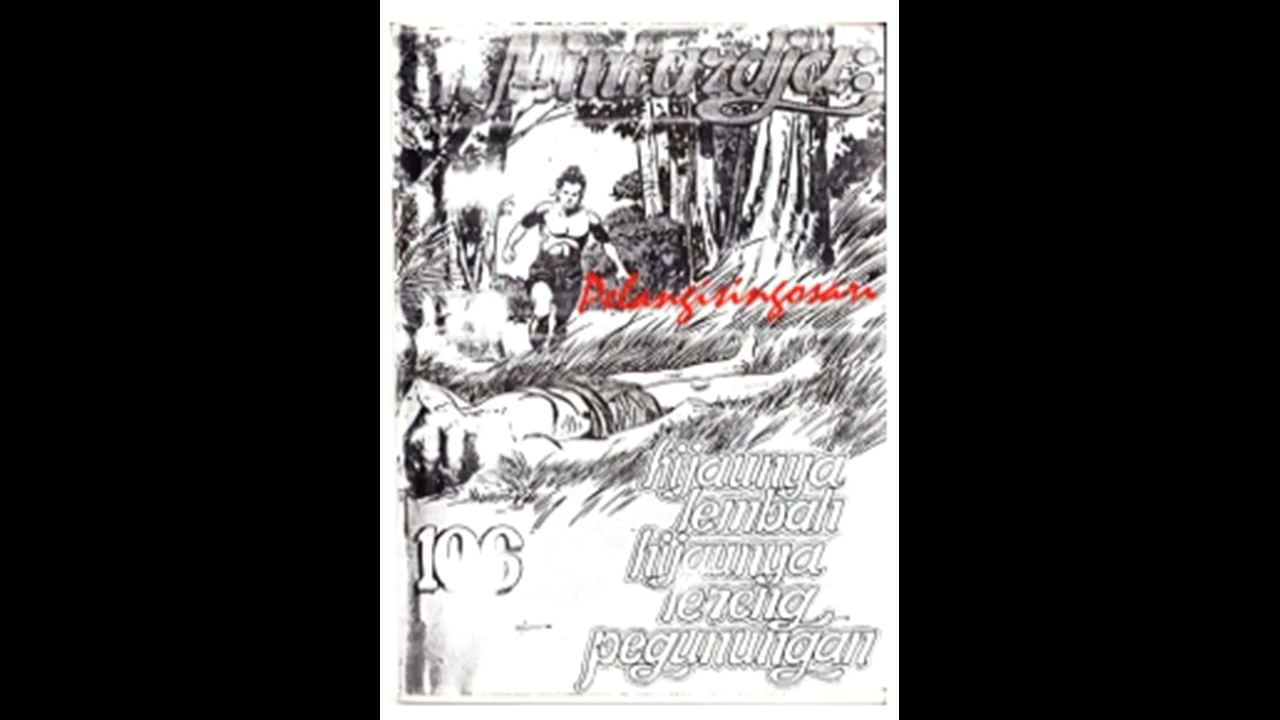 Mintardja:
Pelangisingosari
hijaunya
lembah
hijaunya
lereng
pegunungan
106